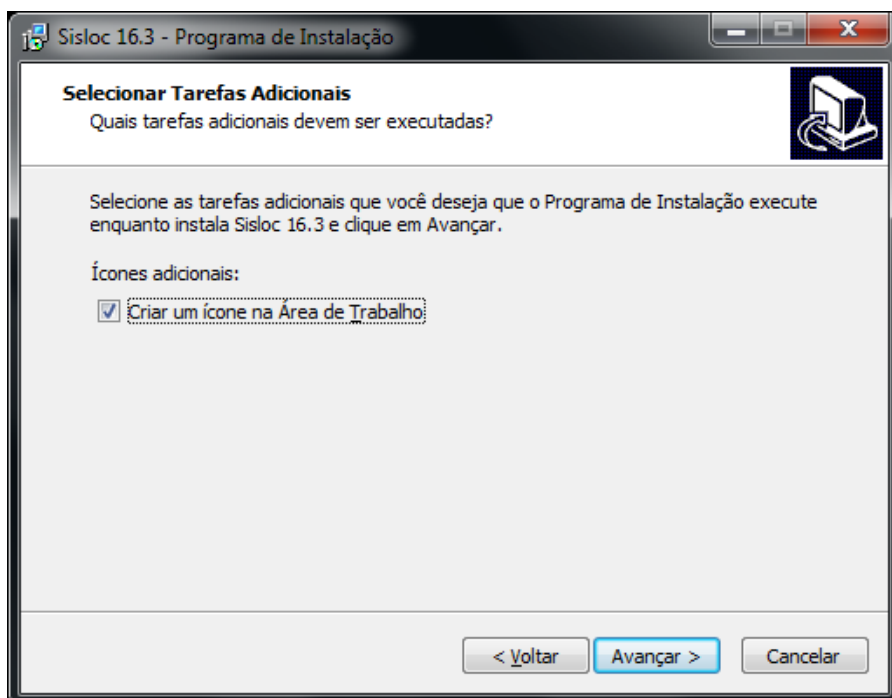 Sisloc 16.3 - Programa de Instalação
Selecionar Tarefas Adicionais
Quais tarefas adicionais devem ser executadas?
Selecione as tarefas adicionais que você deseja que o Programa de Instalação execute
enquanto instala Sisloc 16.3 e clique em Avançar.
Ícones adicionais:
Criar um ícone na Área de Trabalho
< Voltar
Avançar >
Cancelar